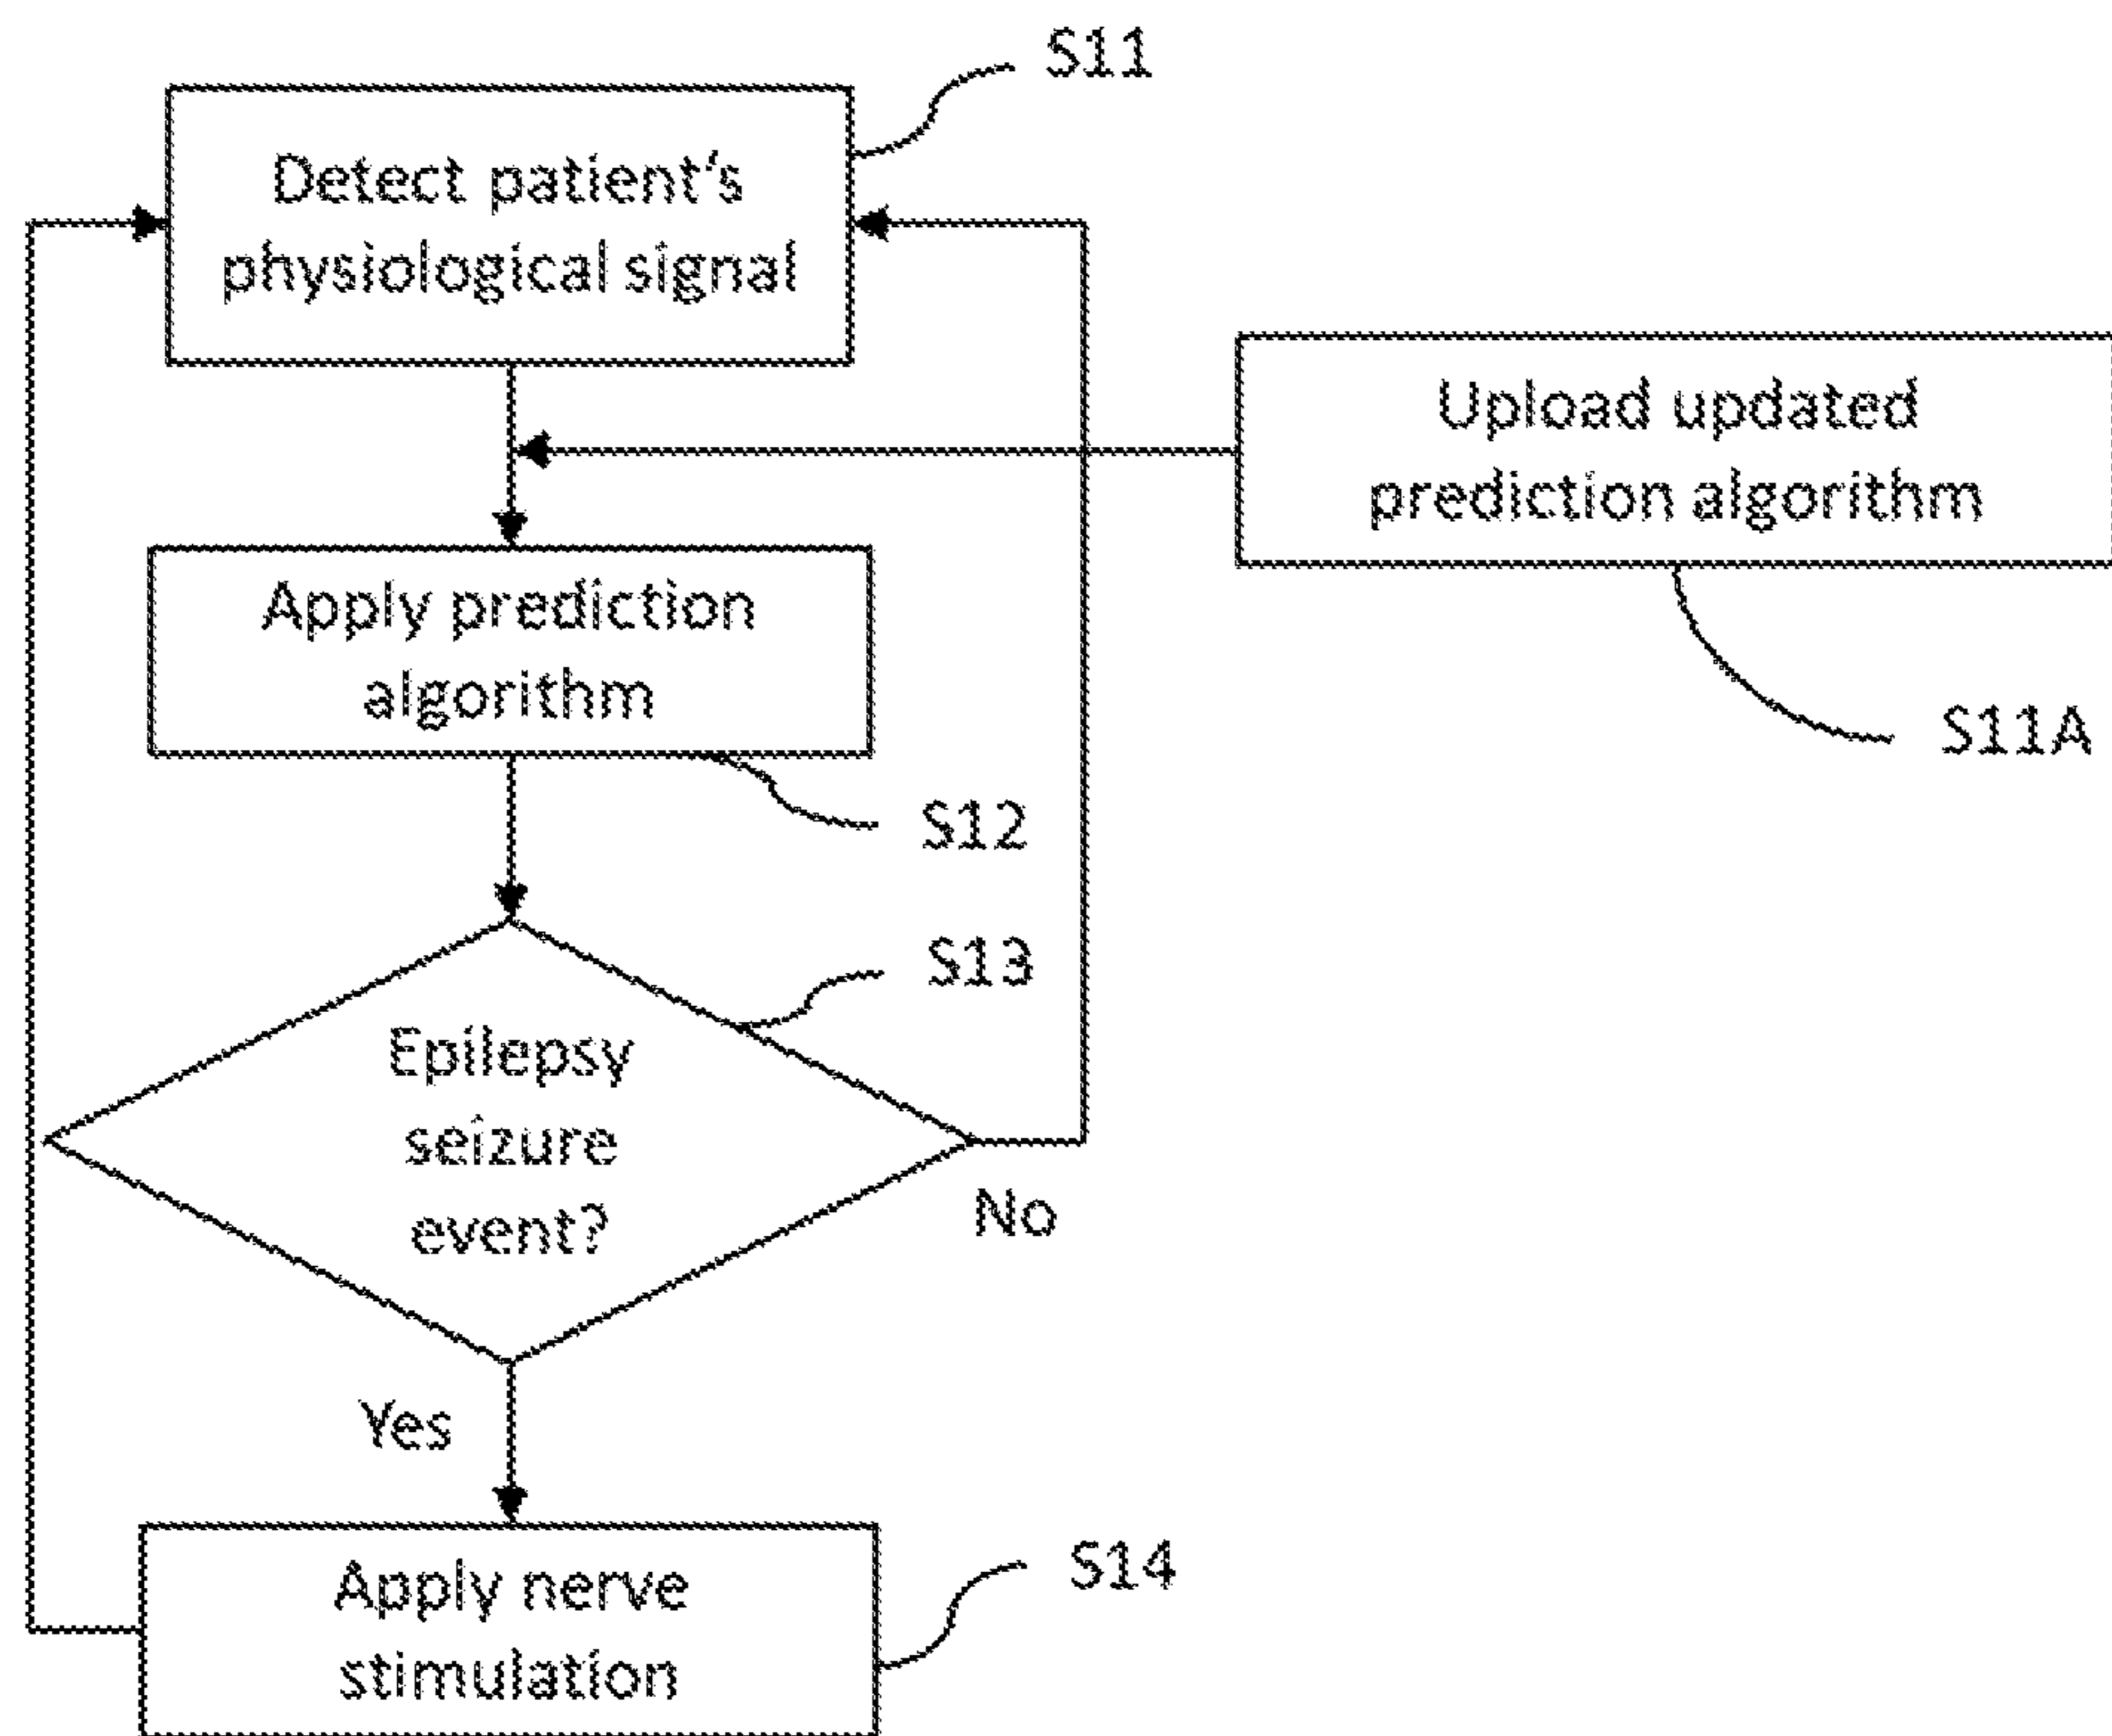 S11
Detect patient‘s
physiological signal
Upload updated
prediction algorithm
S11A
Apply prediction
algorithm
S12
S13
Epilepsy
seizure
event?
No
Yes
Apply nerve
stimulation
S14